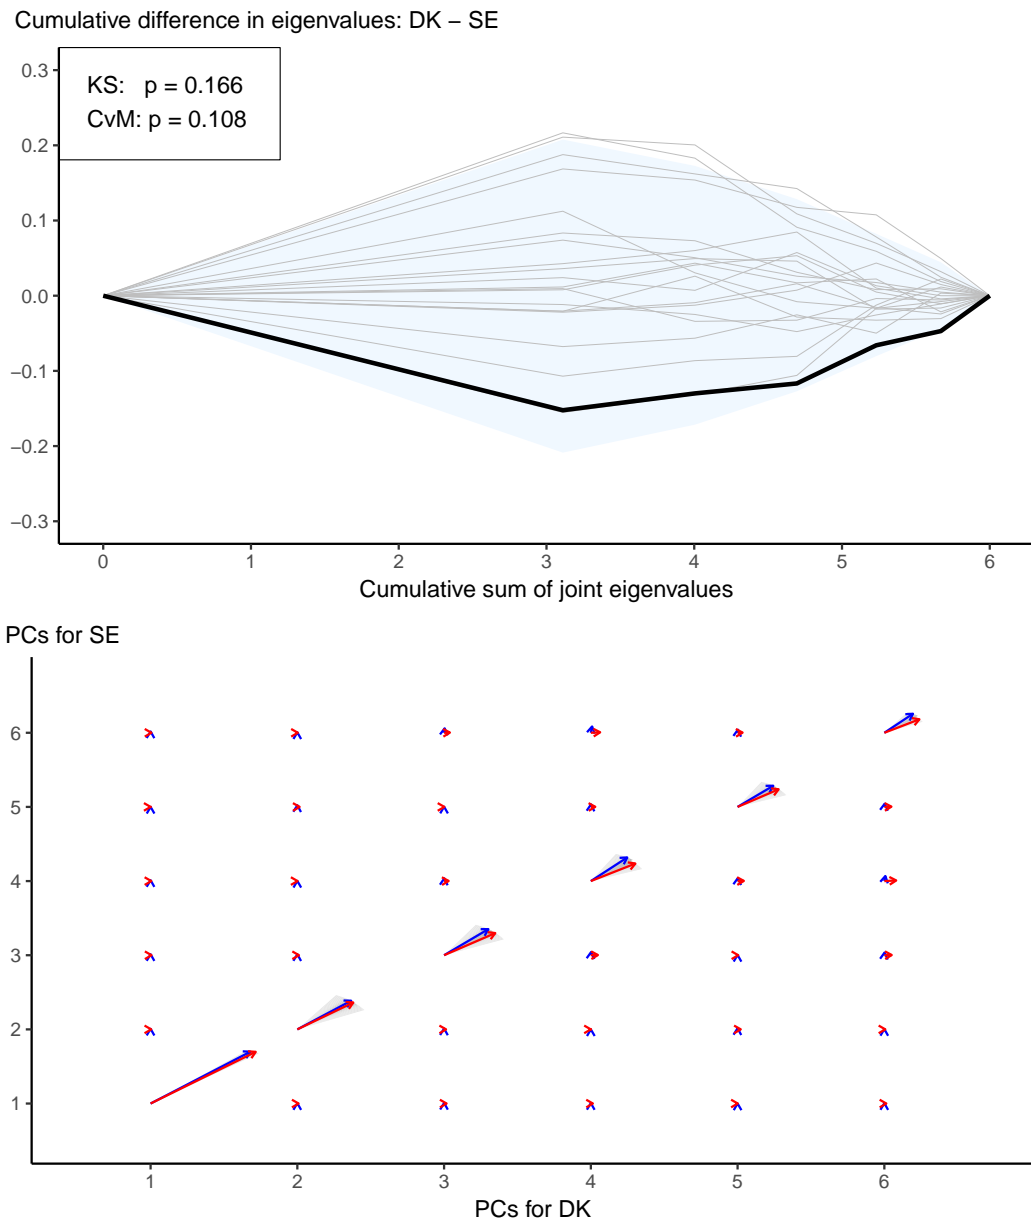 Cumulative difference in eigenvalues: DK − SE
KS: p = 0.166
CvM: p = 0.108
0.3
0.2
0.1
0.0
−0.1
−0.2
−0.3
0 1 2 3 4 5 6
Cumulative sum of joint eigenvalues
PCs for SE
6
5
4
3
2
1
1 2 3 4 5 6
PCs for DK